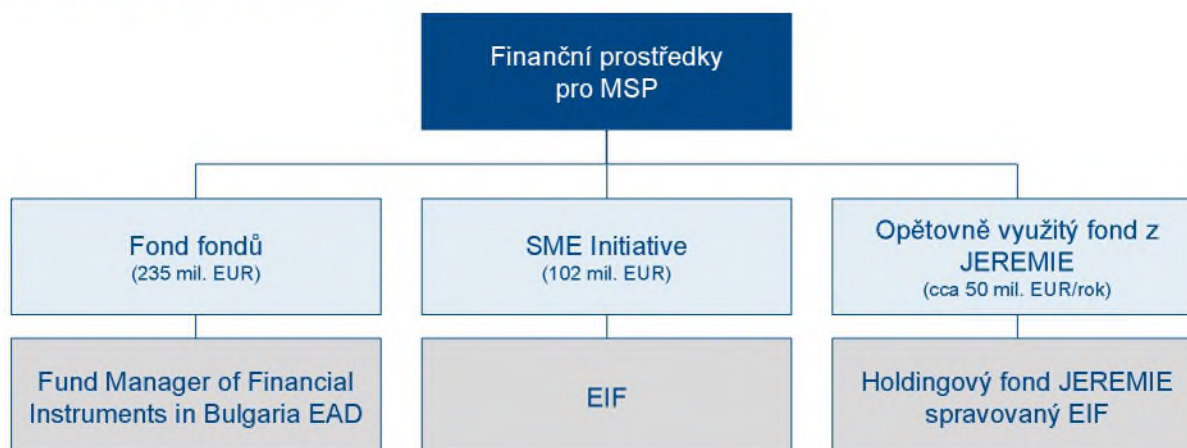 Finanční prostředky
pro MSP
Fond fondů
(235 mil. EUR)
SME Initiative
(102 mil. EUR)
Opětovně využitý fond z
JEREMIE
(cca 50 mil. EUR/rok)
Fund Manager of Financial
Instruments in Bulgaria EAD
EIF
Holdingový fond JEREMIE
spravovaný EIF